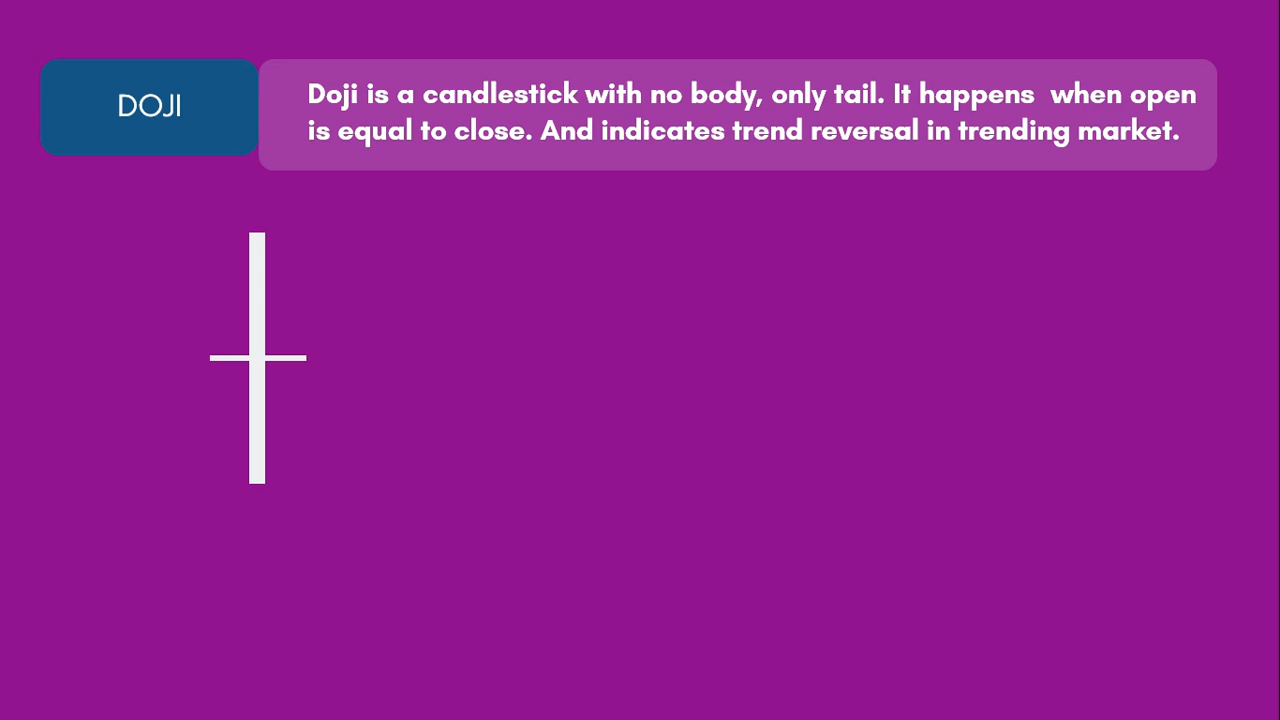 DOJI
Doji is a candlestick with no body, only tail. It happens  when open
is equal to close. And indicates trend reversal in trending market.